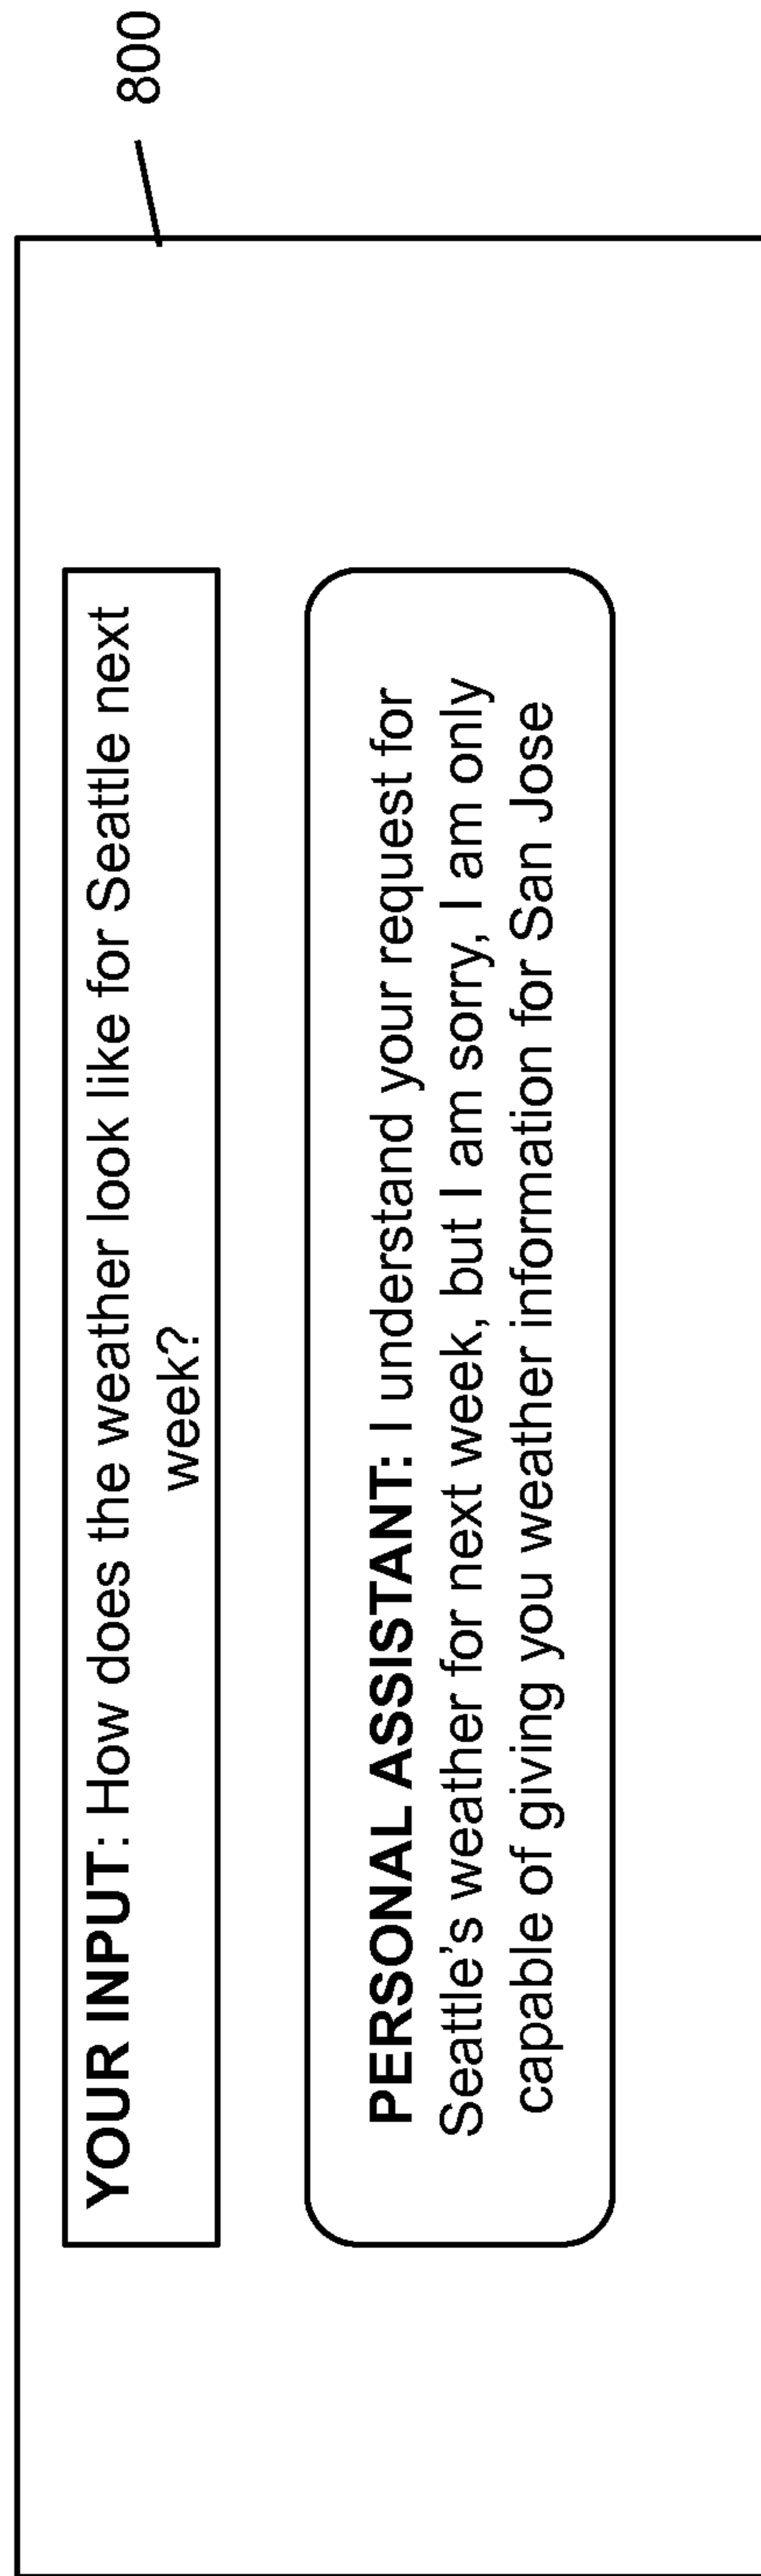 800
YOUR INPUT: How does the weather look like for Seattle next
week?
PERSONAL ASSISTANT: I understand your request for
Seattle's weather for next week, but I am sorry, I am only
capable of giving you weather information for San Jose